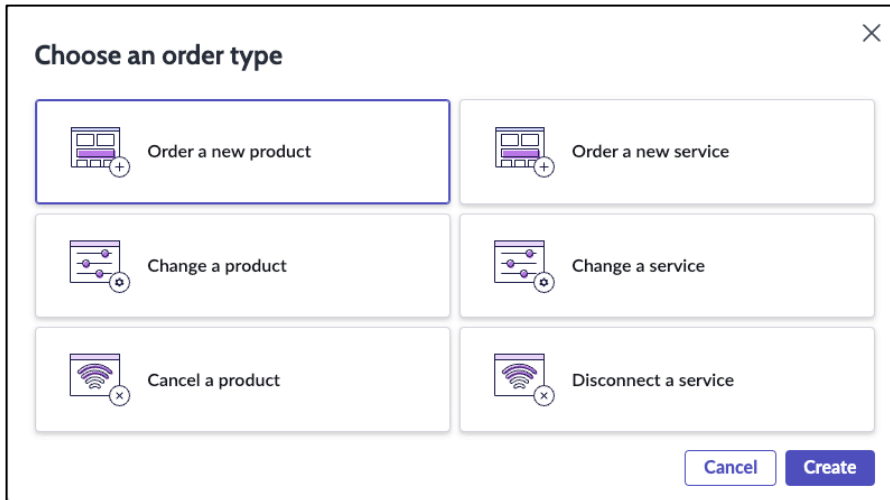 Choose an order type
Order a new product
Order a new service
Change a product
Change a service
Cancel a product
Disconnect a service
Cancel
Create